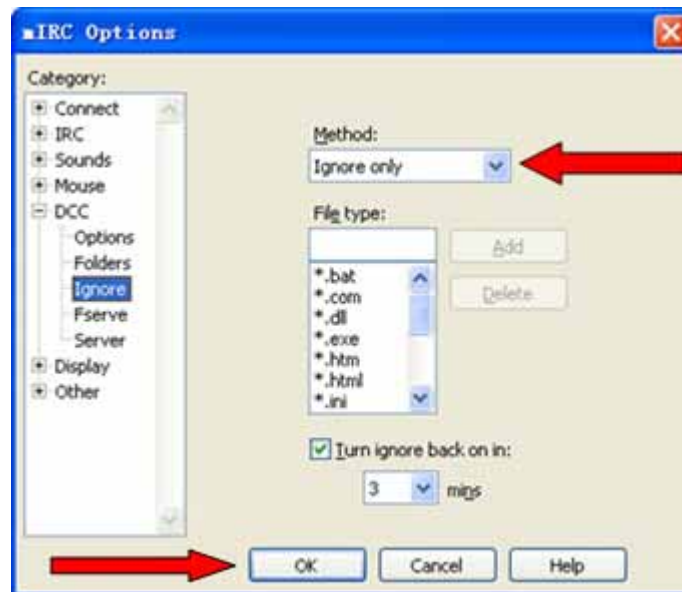 mIRC Options
Category:
Connect
IRC
Sounds
Mouse
DCC
Options
Folders
Ignore
Fserve
Server
Display
Other
Method:
Ignore only
File type:
Add
*.bat
*.com
*.dll
*.exe
*.htm
*.html
*.ini
Delete
Turn ignore back on in:
3 mins
OK Cancel Help